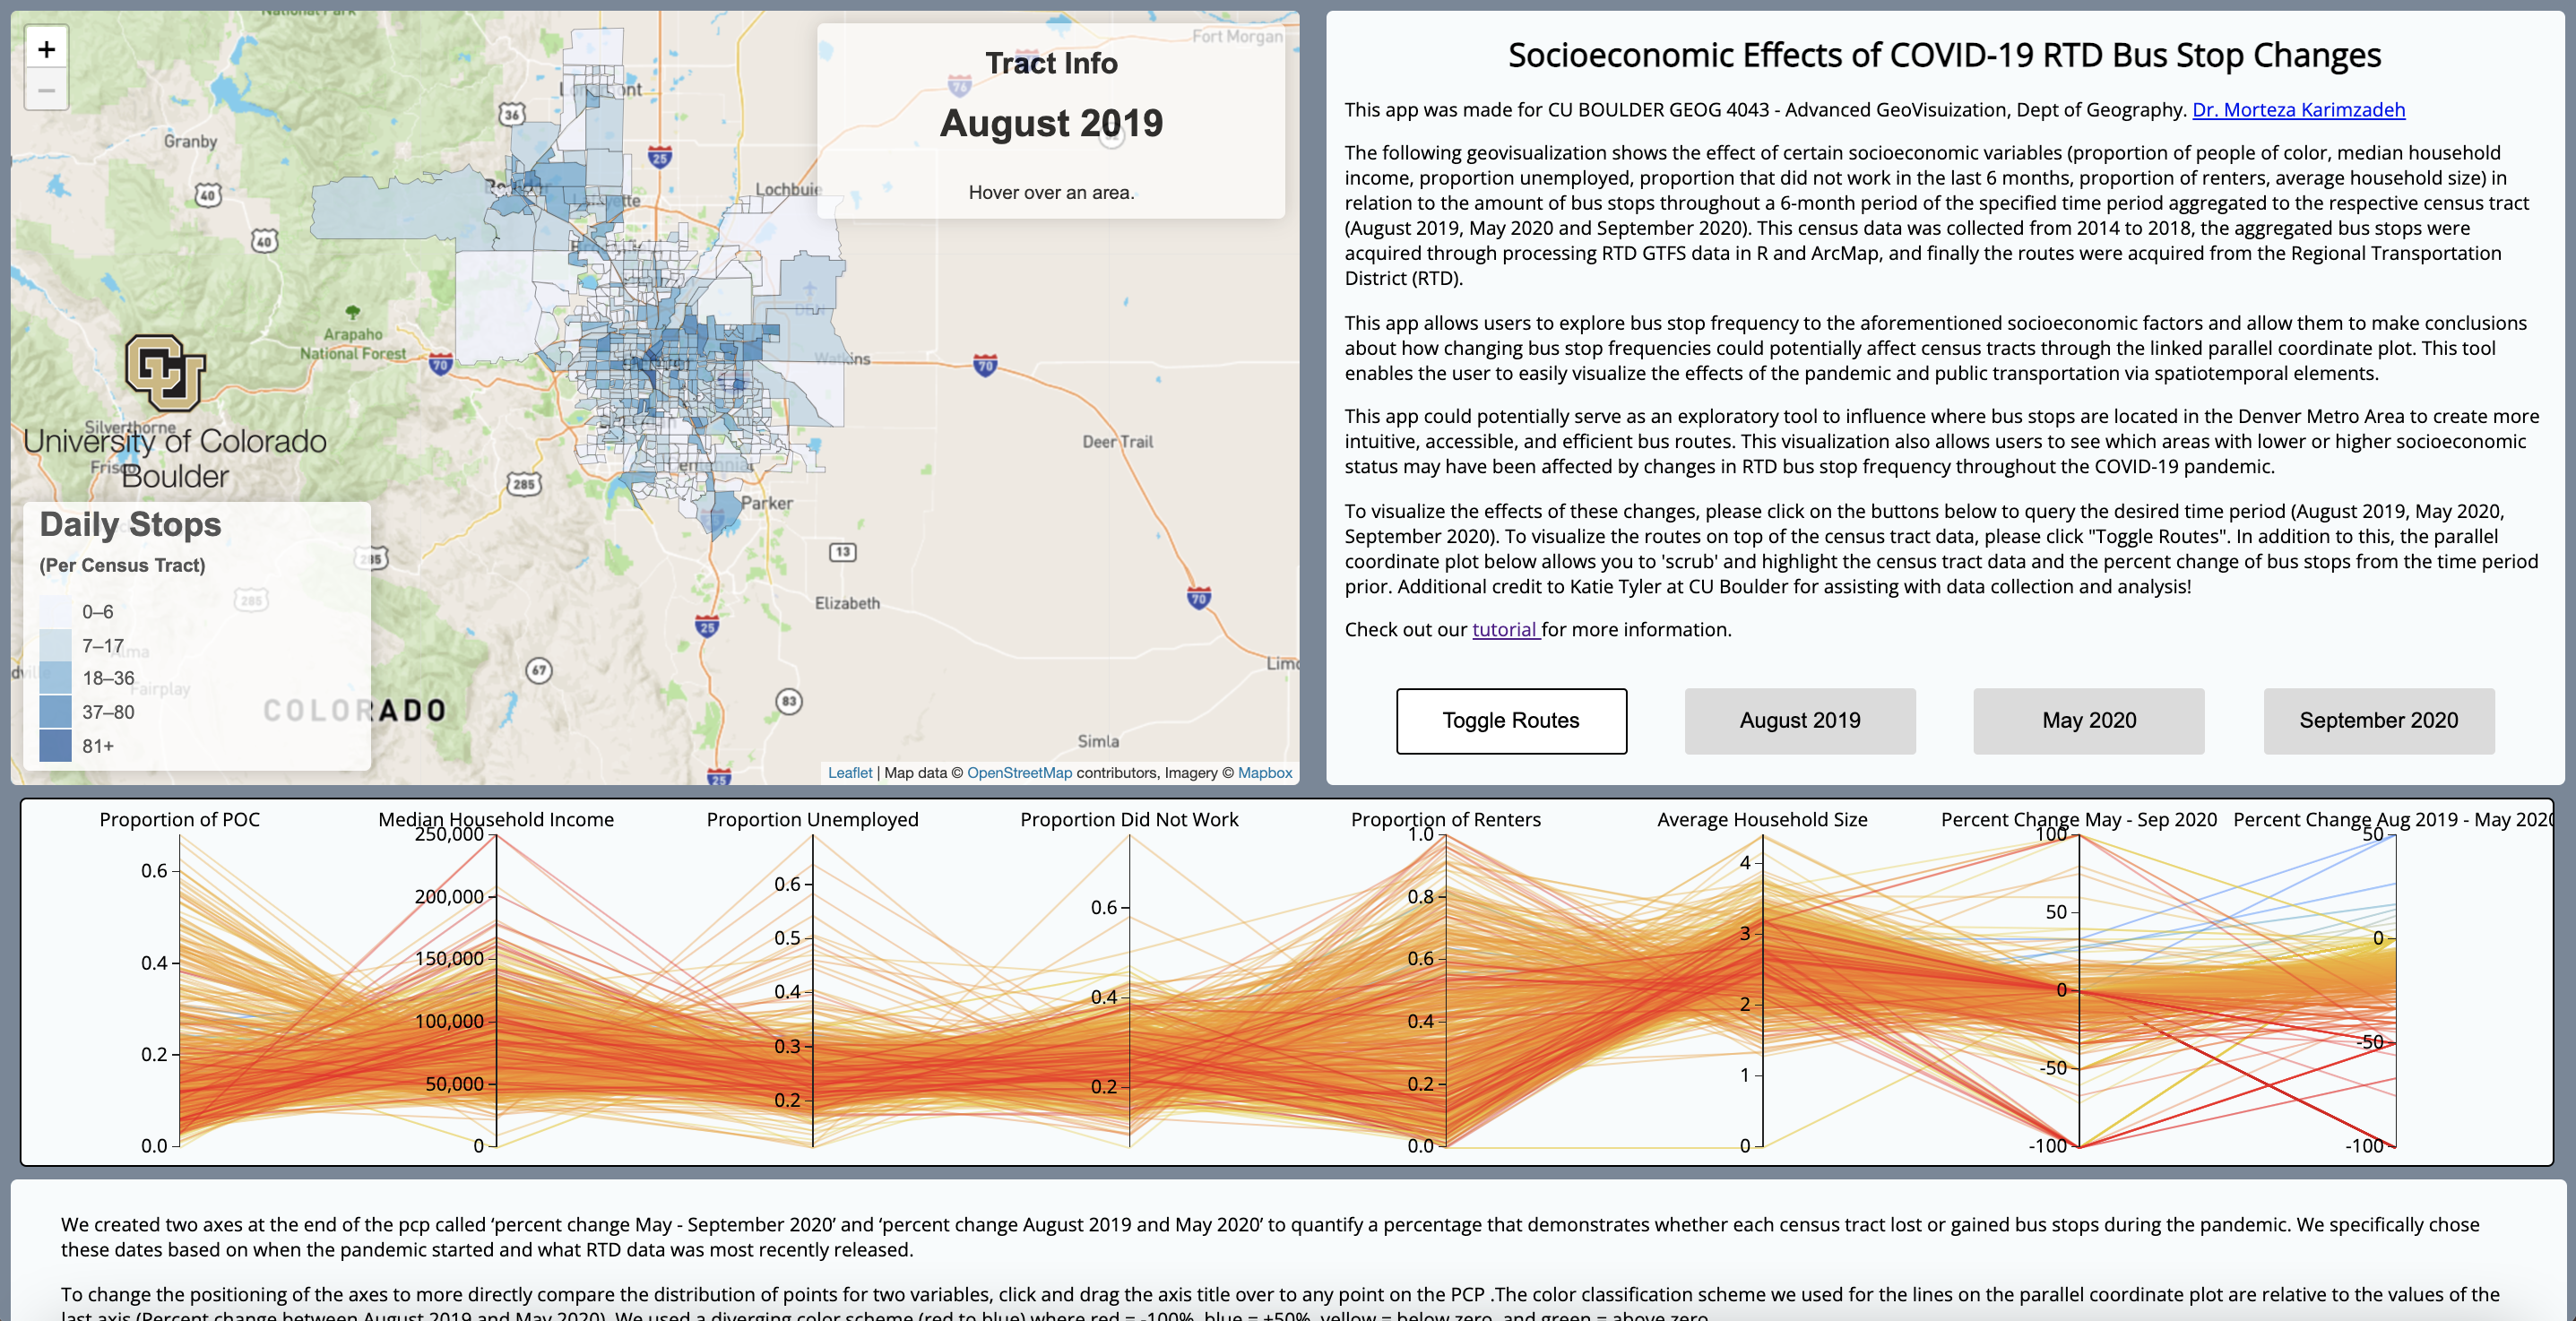 National Park
Fort Morgan
+
−
Tract Info
August 2019
Hover over an area.
76
36
25
Granby
40
40
Lochbuie
DEN
Arapaho
National Forest
70
Watkins
70
Silverthorne
Deer Trail
University of Colorado
Boulder
Frisco
285
Parker
Centennial
13
285
285
Elizabeth
70
25
67
Alma
Fairplay
83
COLORADO
Simla
25
Daily Stops
(Per Census Tract)
0–6
7–17
18–36
37–80
81+
Leaflet | Map data © OpenStreetMap contributors, Imagery © Mapbox
Socioeconomic Effects of COVID-19 RTD Bus Stop Changes
This app was made for CU BOULDER GEOG 4043 - Advanced GeoVisuization, Dept of Geography. Dr. Morteza Karimzadeh
The following geovisualization shows the effect of certain socioeconomic variables (proportion of people of color, median household
income, proportion unemployed, proportion that did not work in the last 6 months, proportion of renters, average household size) in
relation to the amount of bus stops throughout a 6-month period of the specified time period aggregated to the respective census tract
(August 2019, May 2020 and September 2020). This census data was collected from 2014 to 2018, the aggregated bus stops were
acquired through processing RTD GTFS data in R and ArcMap, and finally the routes were acquired from the Regional Transportation
District (RTD).
This app allows users to explore bus stop frequency to the aforementioned socioeconomic factors and allow them to make conclusions
about how changing bus stop frequencies could potentially affect census tracts through the linked parallel coordinate plot. This tool
enables the user to easily visualize the effects of the pandemic and public transportation via spatiotemporal elements.
This app could potentially serve as an exploratory tool to influence where bus stops are located in the Denver Metro Area to create more
intuitive, accessible, and efficient bus routes. This visualization also allows users to see which areas with lower or higher socioeconomic
status may have been affected by changes in RTD bus stop frequency throughout the COVID-19 pandemic.
To visualize the effects of these changes, please click on the buttons below to query the desired time period (August 2019, May 2020,
September 2020). To visualize the routes on top of the census tract data, please click "Toggle Routes". In addition to this, the parallel
coordinate plot below allows you to 'scrub' and highlight the census tract data and the percent change of bus stops from the time period
prior. Additional credit to Katie Tyler at CU Boulder for assisting with data collection and analysis!
Check out our tutorial for more information.
Toggle Routes
August 2019
May 2020
September 2020
Proportion of POC
0.6
0.4
0.2
0.0
Median Household Income
250,000
200,000
150,000
100,000
50,000
0
Proportion Unemployed
0.6
0.5
0.4
0.3
0.2
Proportion Did Not Work
0.6
0.4
0.2
Proportion of Renters
1.0
0.8
0.6
0.4
0.2
0.0
Average Household Size
4
3
2
1
0
Percent Change May - Sep 2020
100
50
0
-50
-100
Percent Change Aug 2019 - May 2020
50
0
-50
-100
We created two axes at the end of the pcp called ‘percent change May - September 2020’ and ‘percent change August 2019 and May 2020’ to quantify a percentage that demonstrates whether each census tract lost or gained bus stops during the pandemic. We specifically chose
these dates based on when the pandemic started and what RTD data was most recently released.
To change the positioning of the axes to more directly compare the distribution of points for two variables, click and drag the axis title over to any point on the PCP .The color classification scheme we used for the lines on the parallel coordinate plot are relative to the values of the
last axis (Percent change between August 2019 and May 2020). We used a diverging color scheme (red to blue) where red = -100%, blue = +50%, yellow = below zero, and green = above zero.